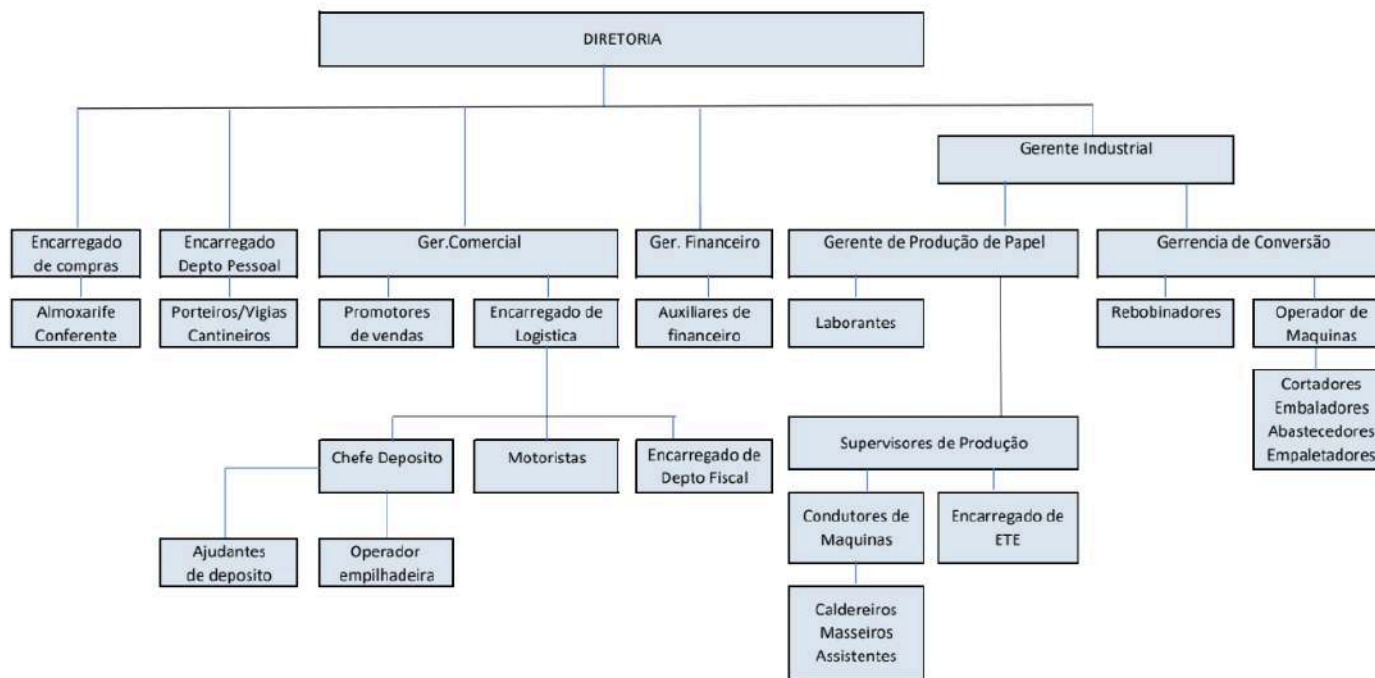 DIRETORIA
Gerente Industrial
Encarregado
de compras
Encarregado
Depto Pessoal
Ger.Comercial
Ger. Financeiro
Gerente de Produção de Papel
Gerrencia de Conversão
Almoxarife
Conferente
Porteiros/Vigias
Cantineiros
Promotores
de vendas
Encarregado de
Logistica
Auxiliares de
financeiro
Laborantes
Rebobinadores
Operador de
Maquinas
Cortadores
Embaladores
Abastecedores
Empaletadores
Chefe Deposito
Motoristas
Encarregado de
Depto Fiscal
Supervisores de Produção
Condutores de
Maquinas
Encarregado de
ETE
Ajudantes
de deposito
Operador
empilhadeira
Caldereiros
Masseiros
Assistentes